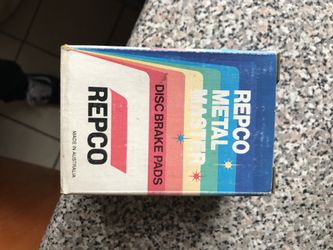 REPCO
METAL
MASTER
DISC BRAKE PADS
REPCO
MADE IN AUSTRALIA